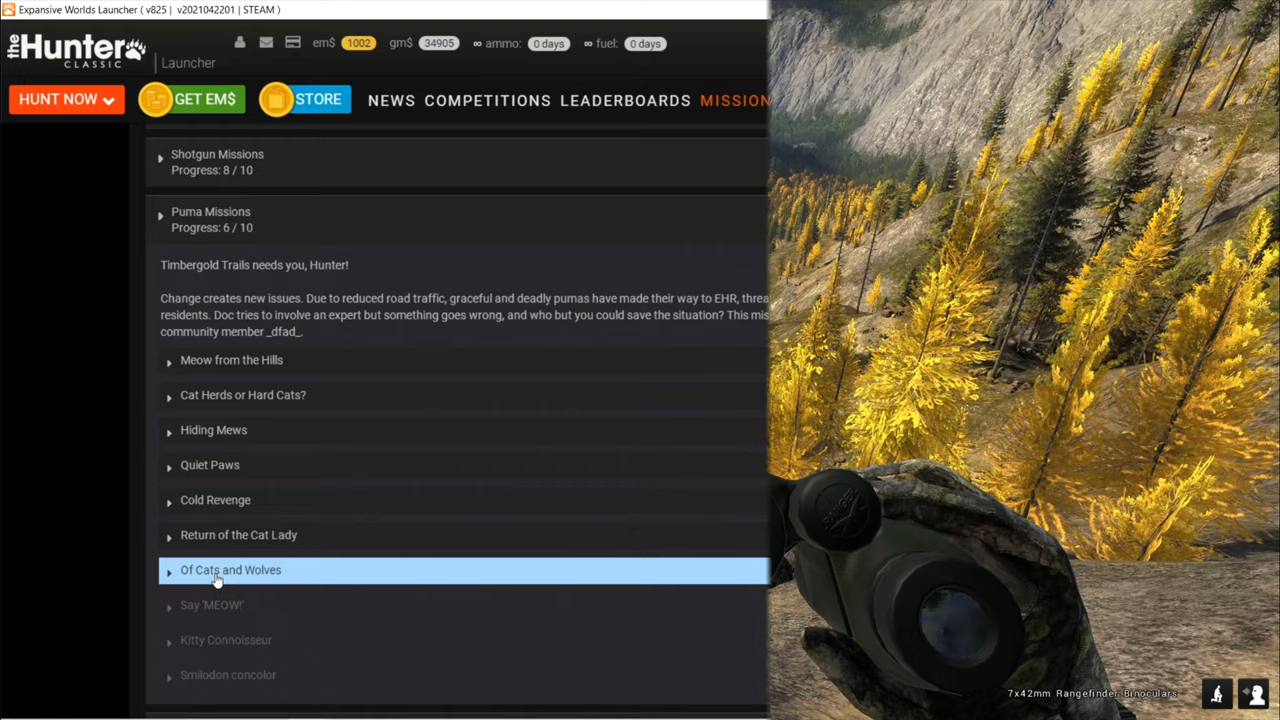 Expansive Worlds Launcher ( v825 | v2021042201 | STEAM )
theHunter
CLASSIC
Launcher
em$ 1002 gm$ 34905 ∞ ammo: 0 days ∞ fuel: 0 days
HUNT NOW GET EM$ STORE NEWS COMPETITIONS LEADERBOARDS MISSION
Shotgun Missions
Progress: 8 / 10
Puma Missions
Progress: 6 / 10
Timbergold Trails needs you, Hunter!
Change creates new issues. Due to reduced road traffic, graceful and deadly pumas have made their way to EHR, threa
residents. Doc tries to involve an expert but something goes wrong, and who but you could save the situation? This mis
community member _dfad_.
Meow from the Hills
Cat Herds or Hard Cats?
Hiding Mews
Quiet Paws
Cold Revenge
Return of the Cat Lady
Of Cats and Wolves
Say 'MEOW!'
Kitty Connoisseur
Smilodon concolor
7x42mm Rangefinder Binoculars